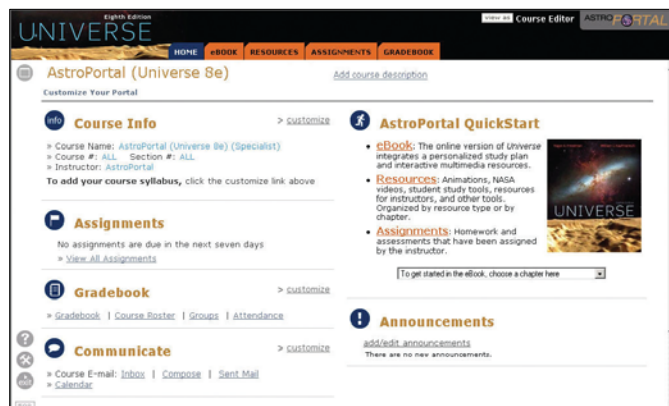 Eighth Edition
UNIVERSE
VIEW AS Course Editor
ASTROPORTAL
HOME eBOOK RESOURCES ASSIGNMENTS GRADEBOOK
AstroPortal (Universe 8e)
Add course description
Customize Your Portal
info Course Info > customize
» Course Name: AstroPortal (Universe 8e) (Specialist)
» Course #: ALL Section #: ALL
» Instructor: AstroPortal
To add your course syllabus, click the customize link above
Assignments
No assignments are due in the next seven days
» View All Assignments
Gradebook > customize
» Gradebook | Course Roster | Groups | Attendance
Communicate > customize
» Course E-mail: Inbox | Compose | Sent Mail
» Calendar
? 
exit
AstroPortal QuickStart
• eBook: The online version of Universe
integrates a personalized study plan
and interactive multimedia resources.
• Resources: Animations, NASA
videos, student study tools, resources
for instructors, and other tools.
Organized by resource type or by
chapter.
• Assignments: Homework and
assessments that have been assigned
by the instructor.
UNIVERSE
To get started in the eBook, choose a chapter here
! Announcements
add/edit announcements
There are no new announcements.